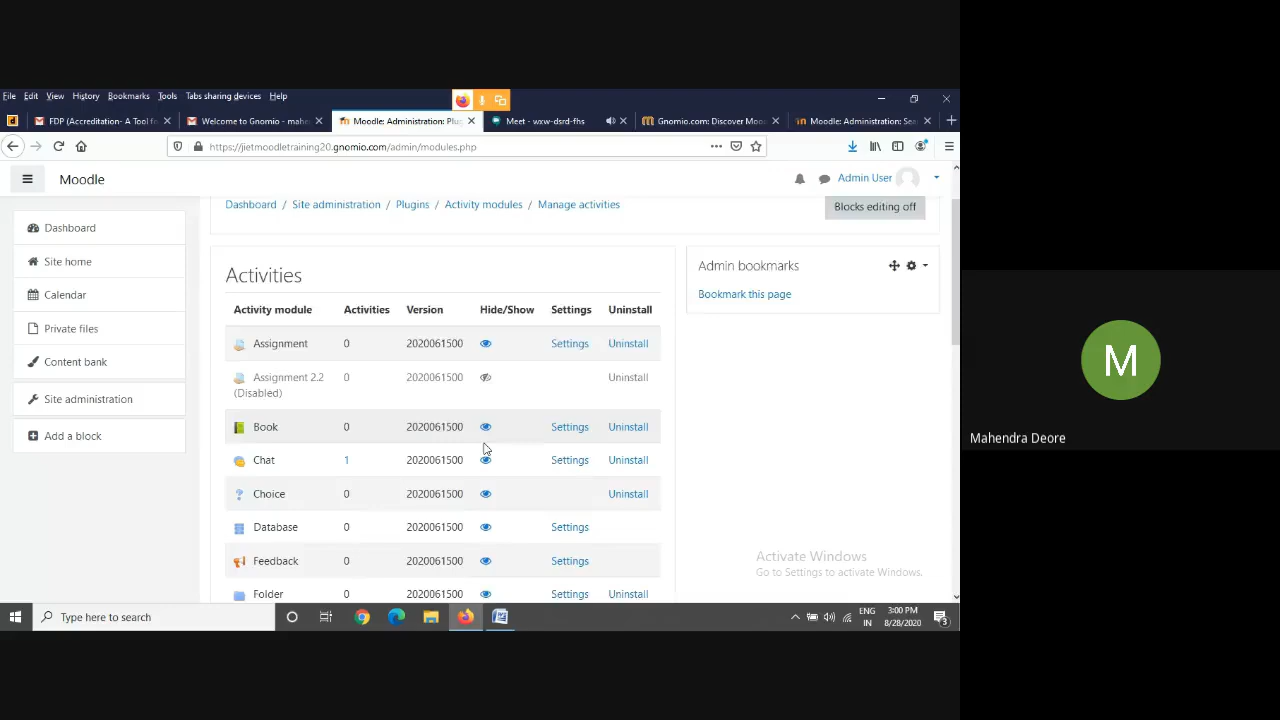 File Edit View History Bookmarks Tools Tabs sharing devices Help
FDP (Accreditation- A Tool fo
Welcome to Gnomio - mahe
Moodle: Administration: Plu
Meet - wxw-dsrd-fhs
Gnomio.com: Discover Moo
Moodle: Administration: Sea
https://jietmoodletraining20.gnomio.com/admin/modules.php
Moodle
Admin User
Dashboard / Site administration / Plugins / Activity modules / Manage activities
Blocks editing off
Dashboard
Site home
Calendar
Private files
Content bank
Site administration
Add a block
Activities
Activity module Activities Version Hide/Show Settings Uninstall
Assignment 0 2020061500 Settings Uninstall
Assignment 2.2 0 2020061500 Uninstall
(Disabled)
Book 0 2020061500 Settings Uninstall
Chat 1 2020061500 Settings Uninstall
Choice 0 2020061500 Uninstall
Database 0 2020061500 Settings
Feedback 0 2020061500 Settings
Folder 0 2020061500 Settings Uninstall
Admin bookmarks
Bookmark this page
Activate Windows
Go to Settings to activate Windows.
Type here to search
ENG
IN
3:00 PM
8/28/2020
3
M
Mahendra Deore